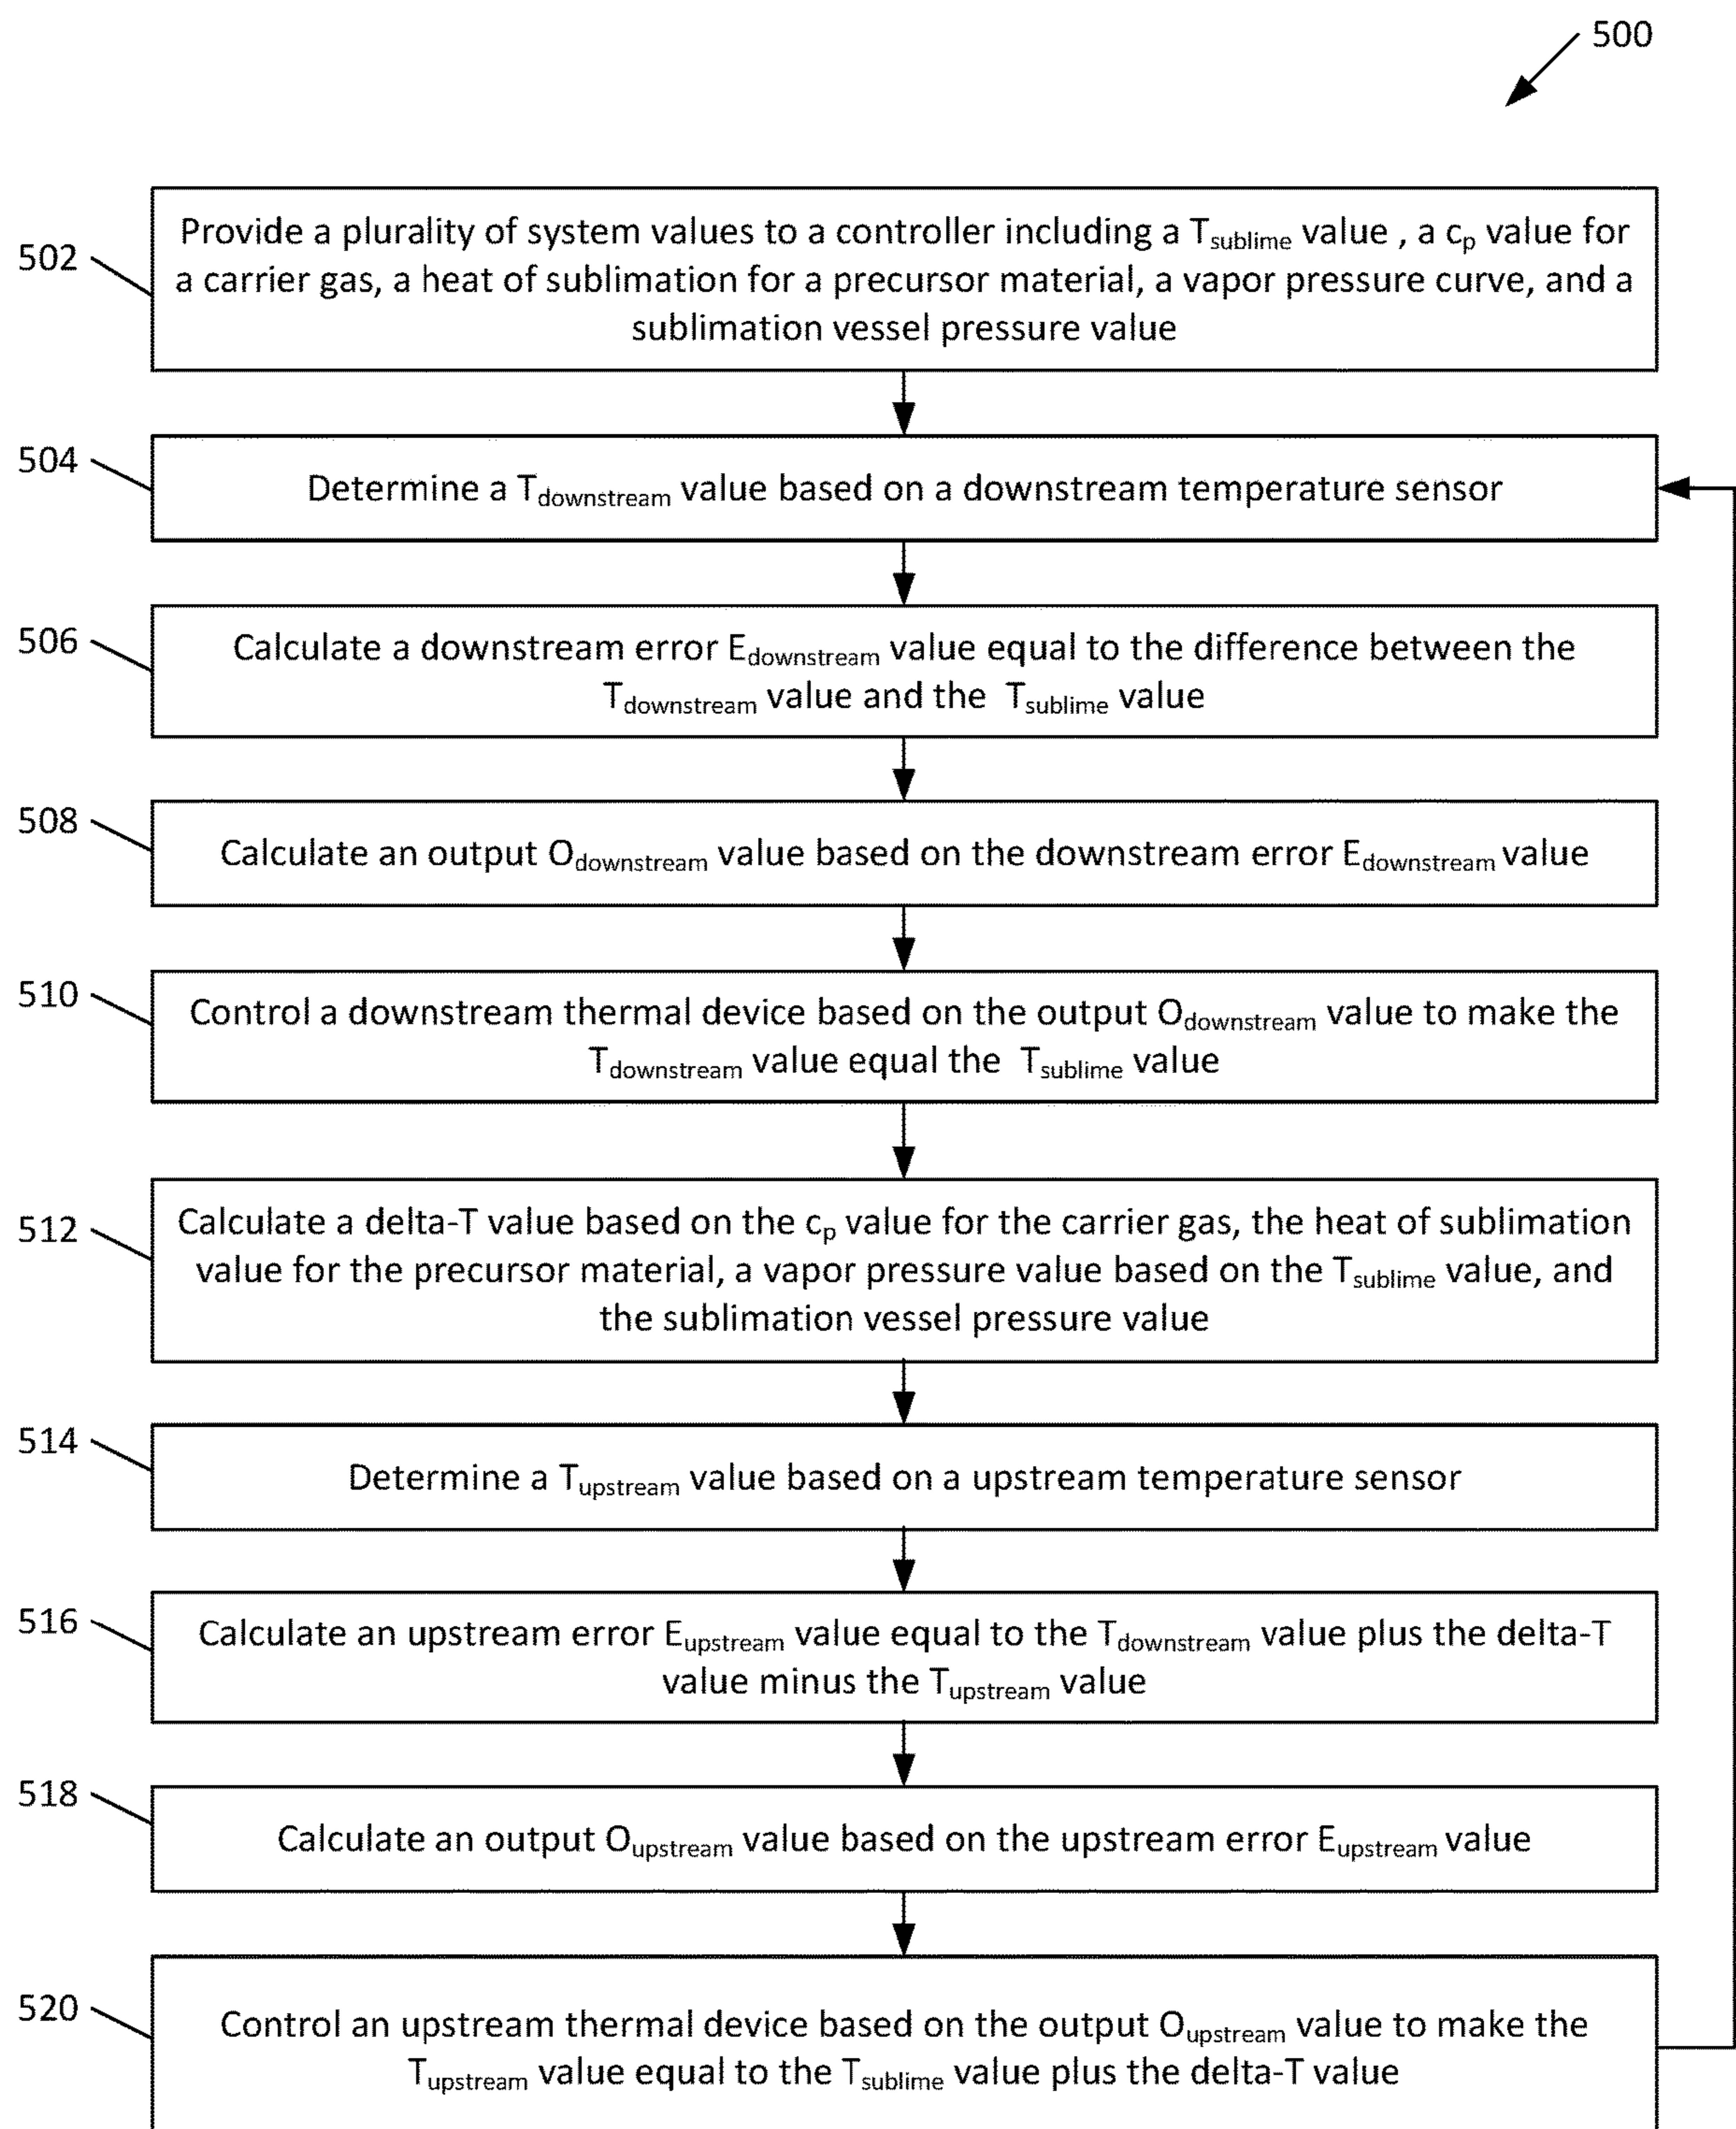 500
502
Provide a plurality of system values to a controller including a Tsublime value , a cp value for
a carrier gas, a heat of sublimation for a precursor material, a vapor pressure curve, and a
sublimation vessel pressure value
504
Determine a Tdownstream value based on a downstream temperature sensor
506
Calculate a downstream error Edownstream value equal to the difference between the
Tdownstream value and the Tsublime value
508
Calculate an output Odownstream value based on the downstream error Edownstream value
510
Control a downstream thermal device based on the output Odownstream value to make the
Tdownstream value equal the Tsublime value
512
Calculate a delta-T value based on the cp value for the carrier gas, the heat of sublimation
value for the precursor material, a vapor pressure value based on the Tsublime value, and
the sublimation vessel pressure value
514
Determine a Tupstream value based on a upstream temperature sensor
516
Calculate an upstream error Eupstream value equal to the Tdownstream value plus the delta-T
value minus the Tupstream value
518
Calculate an output Oupstream value based on the upstream error Eupstream value
520
Control an upstream thermal device based on the output Oupstream value to make the
Tupstream value equal to the Tsublime value plus the delta-T value